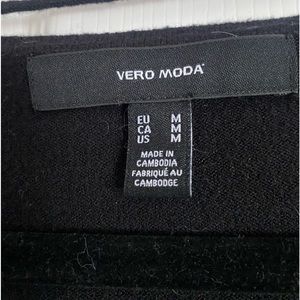 VERO MODA
EU M
CA M
US M
MADE IN
CAMBODIA
FABRIQUÉ AU
CAMBODGE